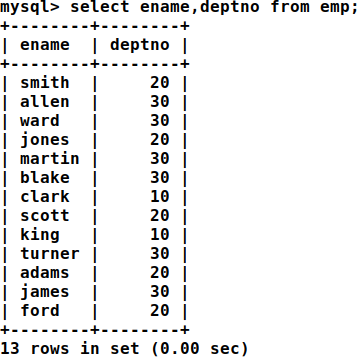 mysql> select ename,deptno from emp;
+--------+--------+
| ename  | deptno |
+--------+--------+
| smith  |     20 |
| allen  |     30 |
| ward   |     30 |
| jones  |     20 |
| martin |     30 |
| blake  |     30 |
| clark  |     10 |
| scott  |     20 |
| king   |     10 |
| turner |     30 |
| adams  |     20 |
| james  |     30 |
| ford   |     20 |
+--------+--------+
13 rows in set (0.00 sec)